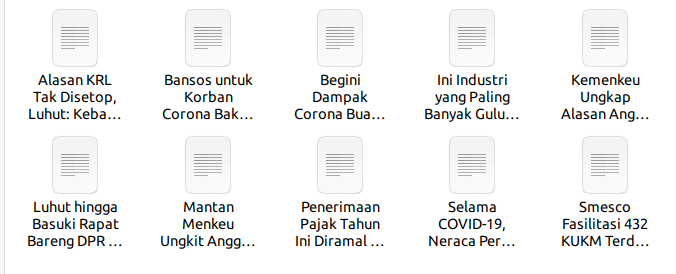 Alasan KRL
Tak Disetop,
Luhut: Keba...
Bansos untuk
Korban
Corona Bak...
Begini
Dampak
Corona Bua...
Ini Industri
yang Paling
Banyak Gulu...
Kemenkeu
Ungkap
Alasan Ang...
Luhut hingga
Basuki Rapat
Bareng DPR ...
Mantan
Menkeu
Ungkit Angg...
Penerimaan
Pajak Tahun
Ini Diramal ...
Selama
COVID-19,
Neraca Per...
Smesco
Fasilitasi 432
KUKM Terd...